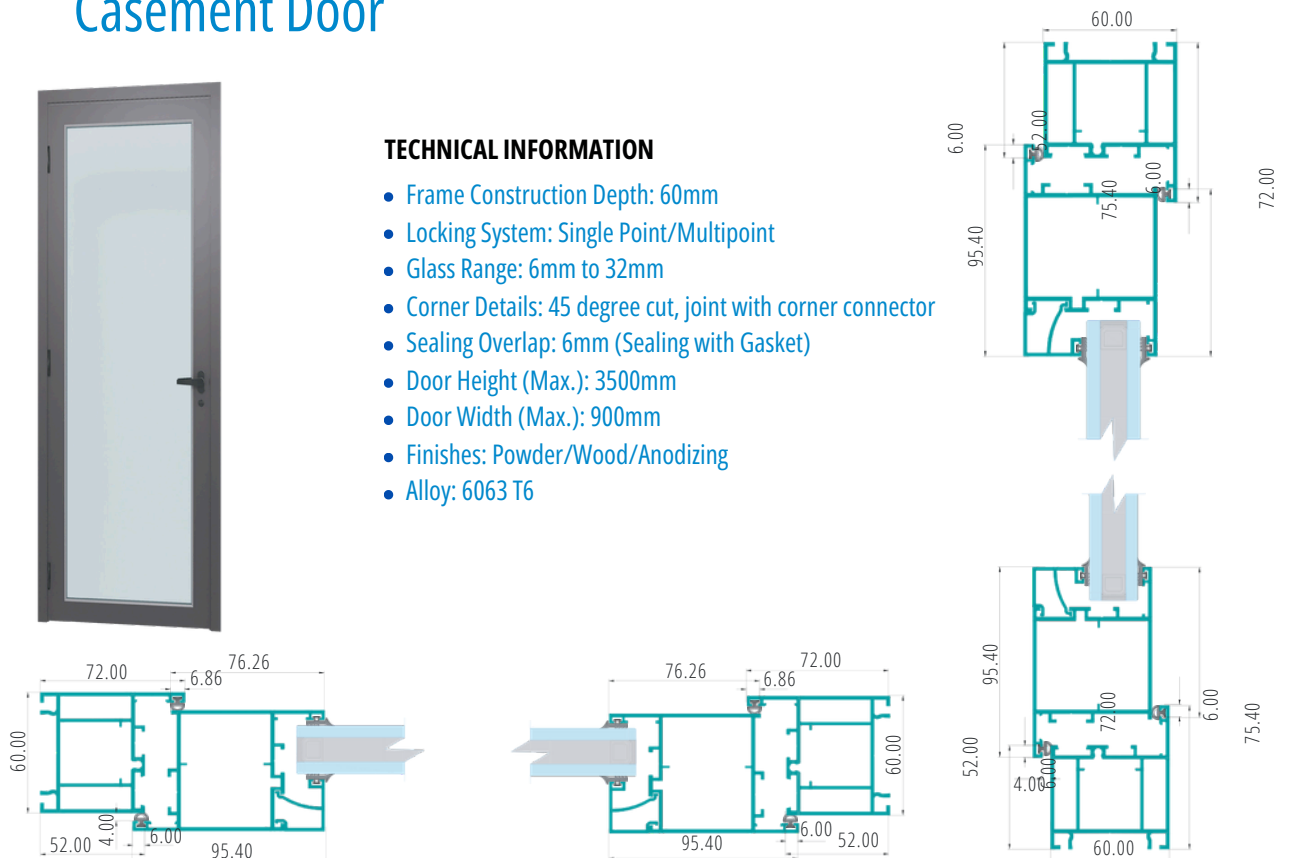 Casement Door
TECHNICAL INFORMATION
Frame Construction Depth: 60mm
Locking System: Single Point/Multipoint
Glass Range: 6mm to 32mm
Corner Details: 45 degree cut, joint with corner connector
Sealing Overlap: 6mm (Sealing with Gasket)
Door Height (Max.): 3500mm
Door Width (Max.): 900mm
Finishes: Powder/Wood/Anodizing
Alloy: 6063 T6
60.00
6.00
52.00
6.00
75.40
72.00
95.40
95.40
72.00
6.00
75.40
52.00
4.00
6.00
60.00
72.00
76.26
6.86
60.00
52.00
4.00
6.00
95.40
76.26
72.00
6.86
60.00
6.00
95.40
52.00